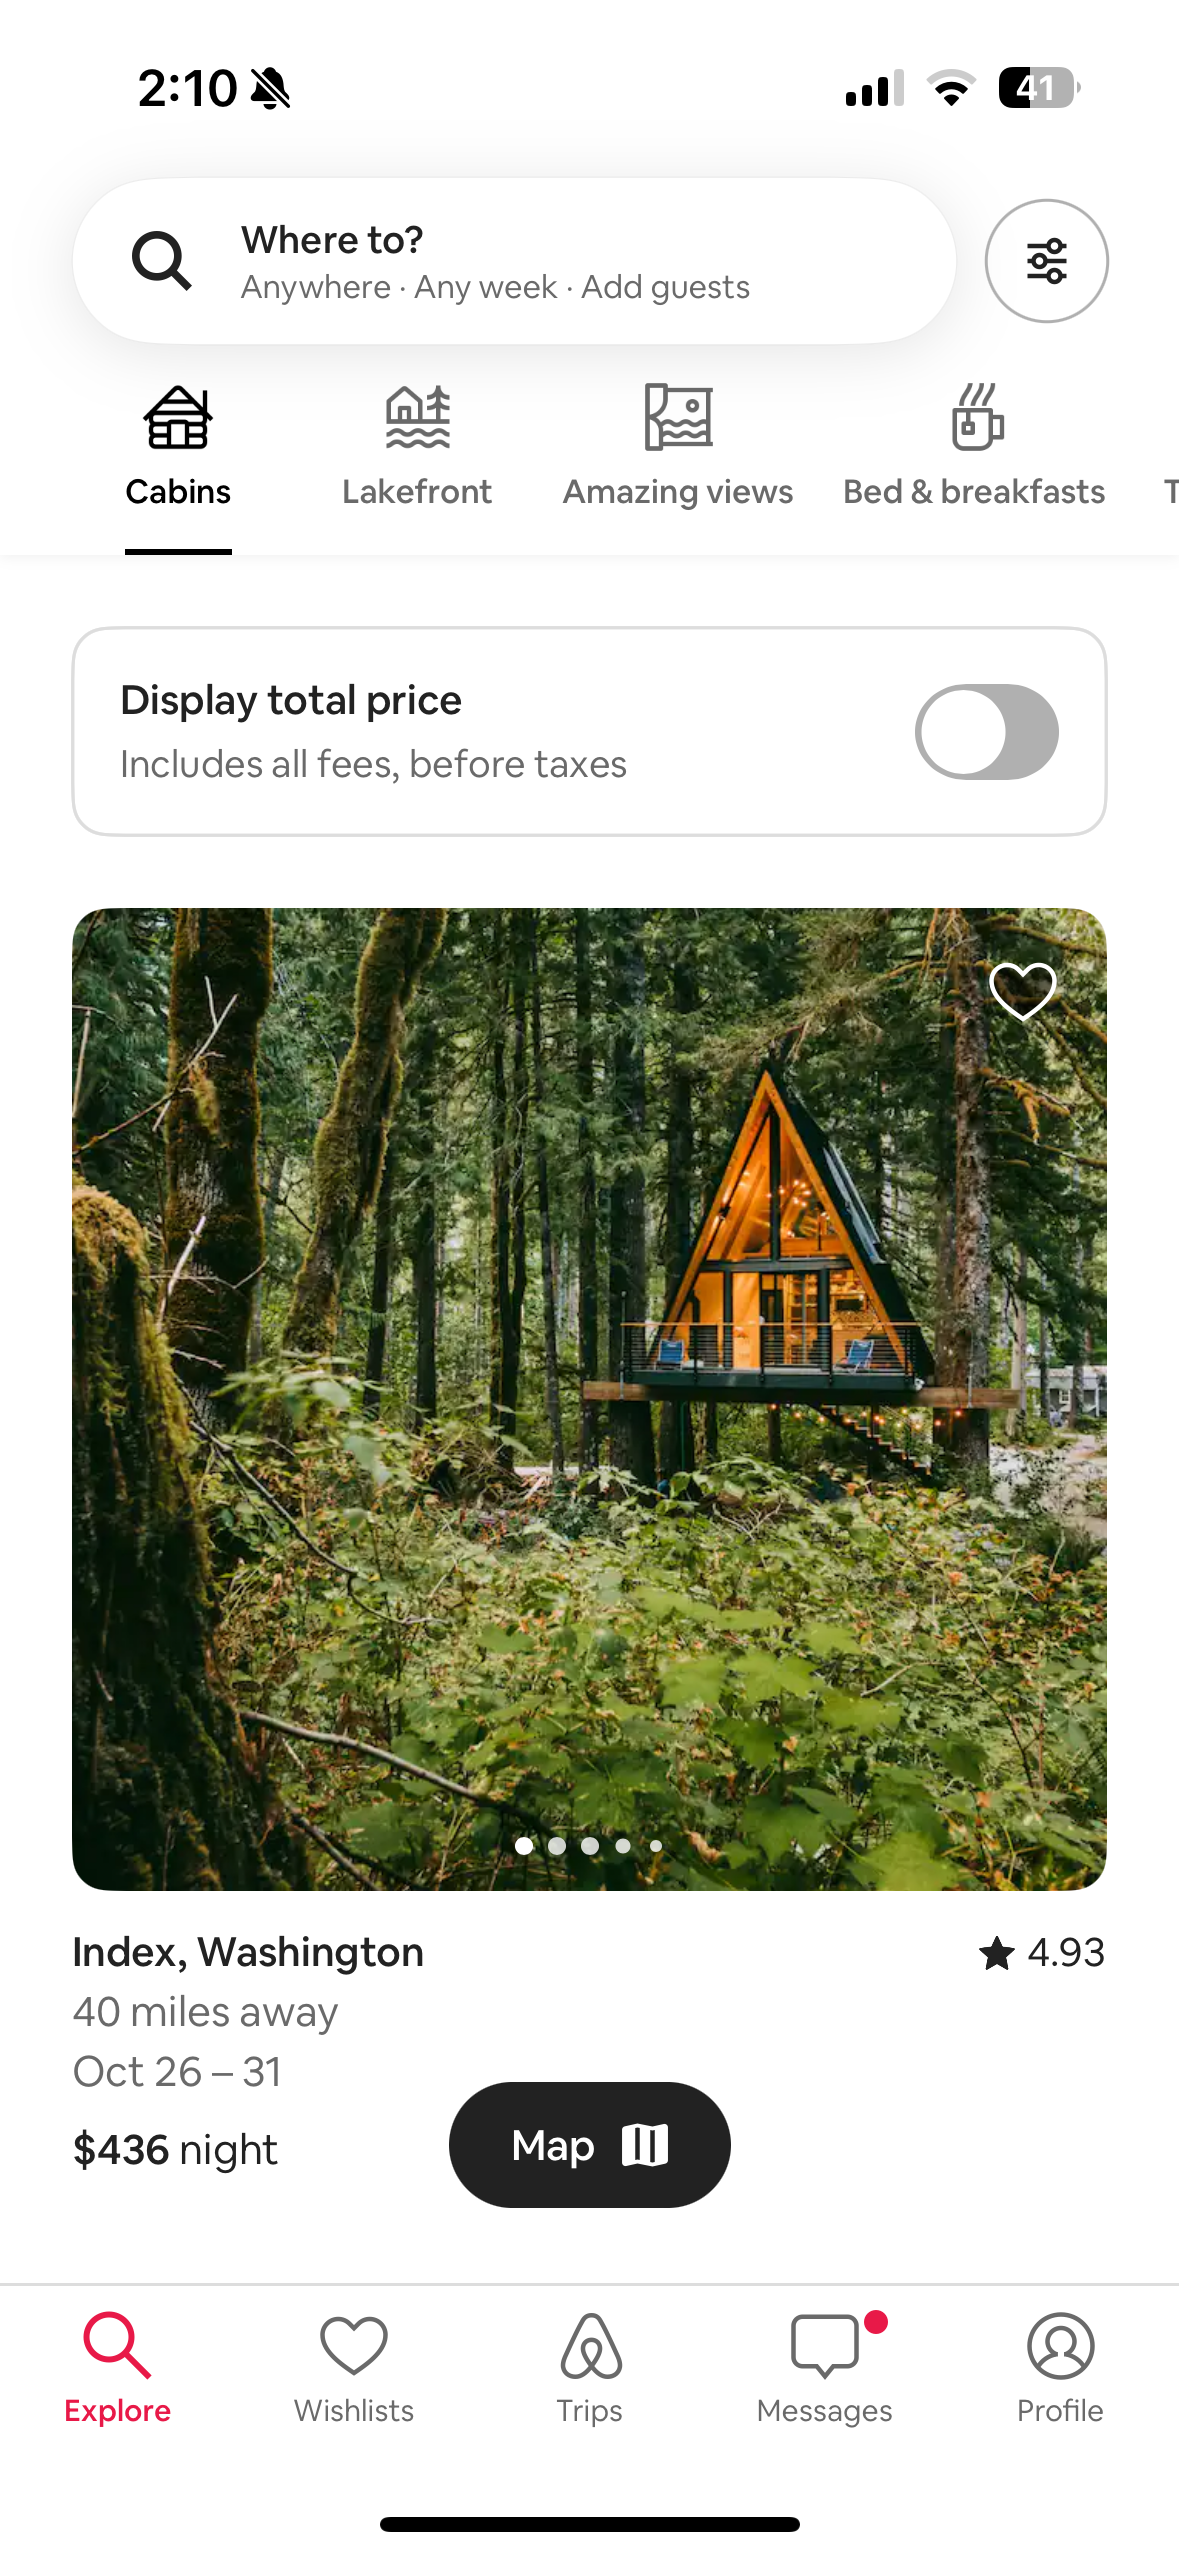 2:10
41
Where to?
Anywhere · Any week · Add guests
Cabins
Lakefront
Amazing views
Bed & breakfasts
Display total price
Includes all fees, before taxes
Index, Washington
4.93
40 miles away
Oct 26 – 31
$436 night
Map
Explore
Wishlists
Trips
Messages
Profile